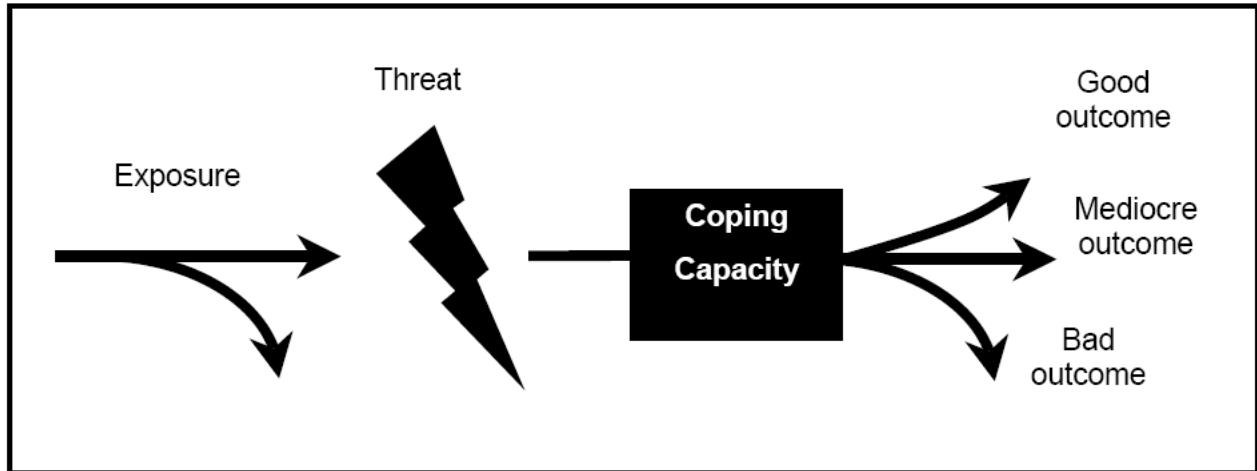 Exposure
Threat
Coping
Capacity
Good
outcome
Mediocre
outcome
Bad
outcome